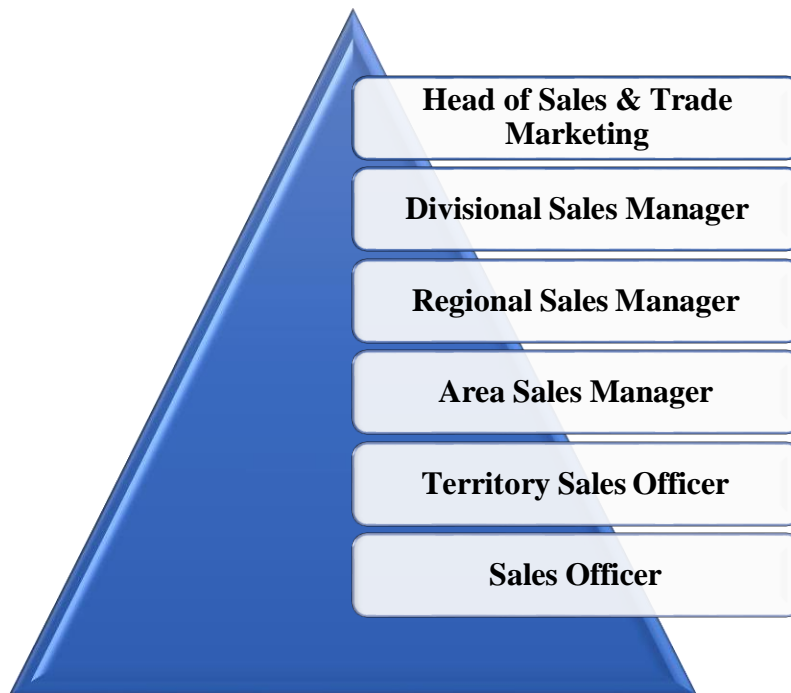 Head of Sales & Trade
Marketing
Divisional Sales Manager
Regional Sales Manager
Area Sales Manager
Territory Sales Officer
Sales Officer